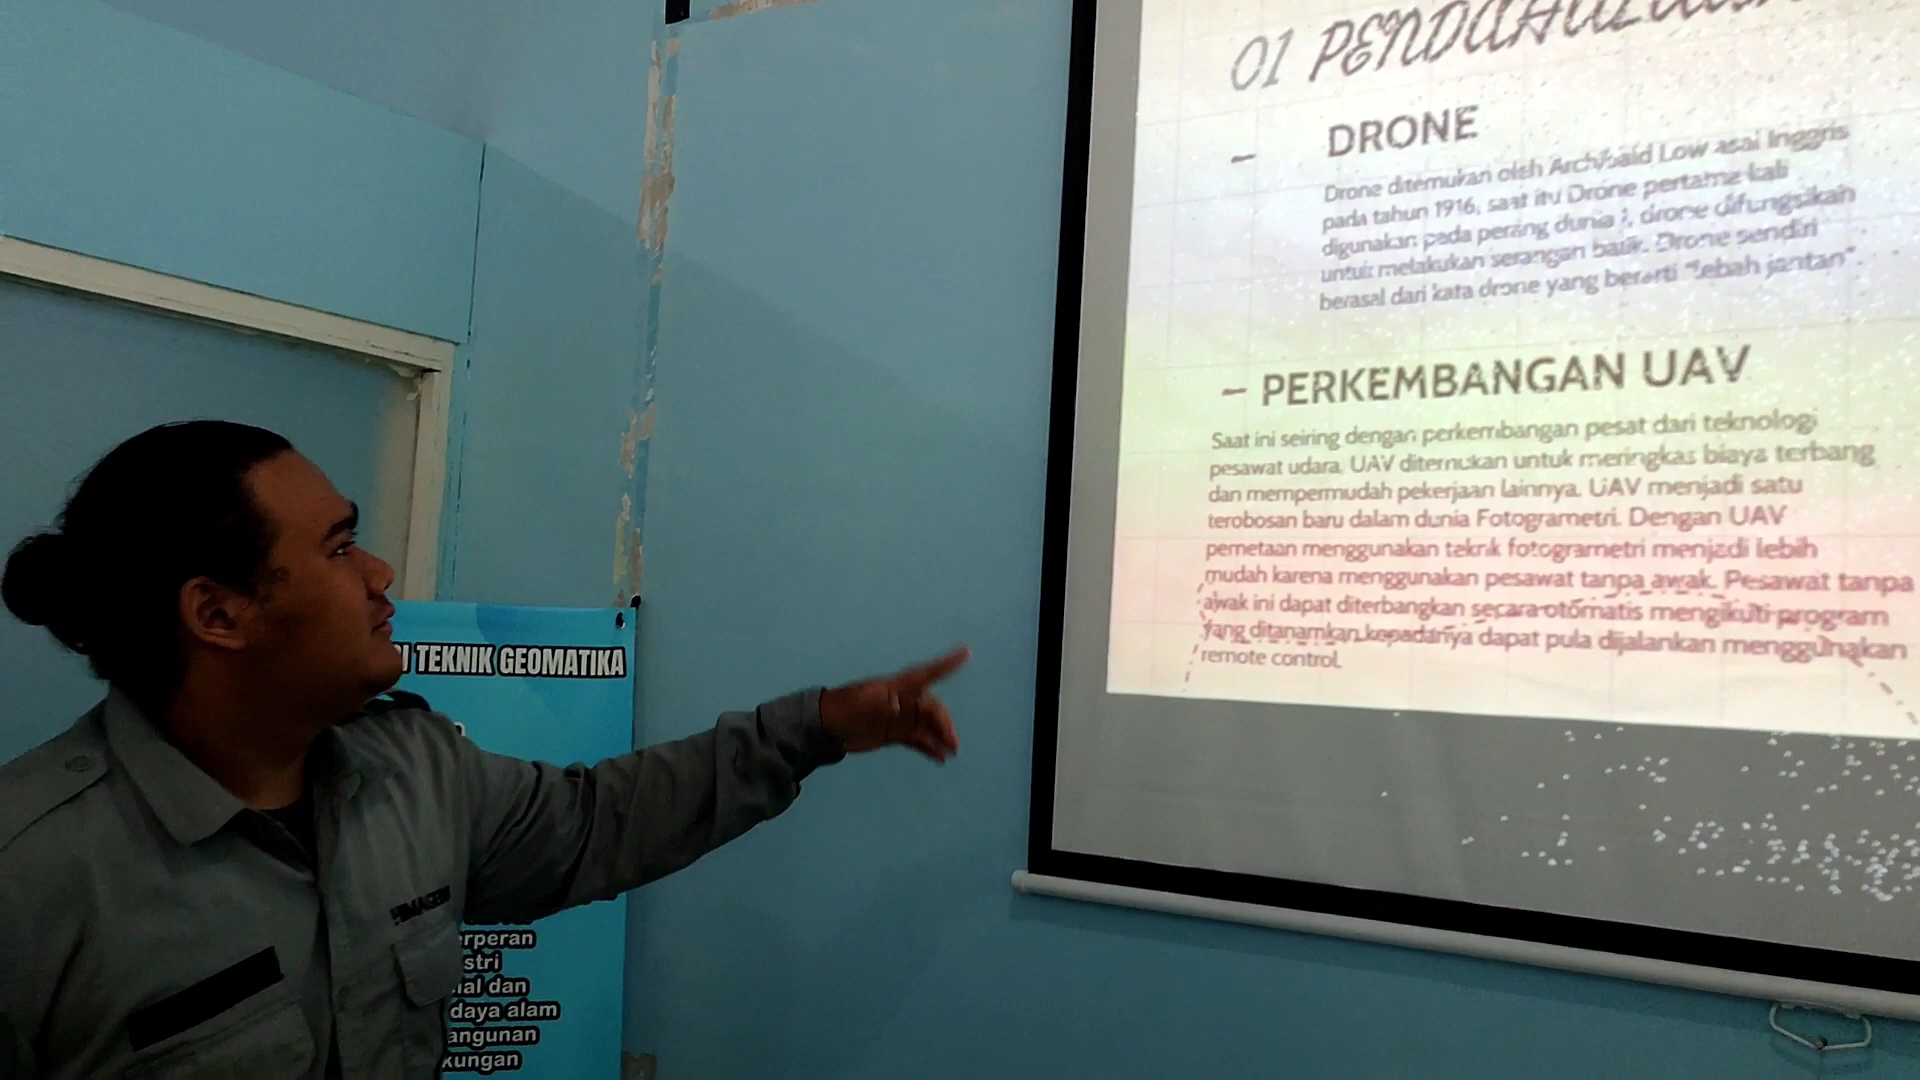 01 PENDAHULUAN
– DRONE
Drone ditemukan oleh Archibald Low asal Inggris
pada tahun 1916, saat itu Drone pertama kali
digunakan pada perang dunia I, drone difungsikan
untuk melakukan serangan balik. Drone sendiri
berasal dari kata drone yang berarti "lebah jantan".
– PERKEMBANGAN UAV
Saat ini seiring dengan perkembangan pesat dari teknologi
pesawat udara, UAV ditemukan untuk meringkas biaya terbang
dan mempermudah pekerjaan lainnya. UAV menjadi satu
terobosan baru dalam dunia Fotogrametri. Dengan UAV
pemetaan menggunakan teknik fotogrametri menjadi lebih
mudah karena menggunakan pesawat tanpa awak. Pesawat tanpa
awak ini dapat diterbangkan secara otomatis mengikuti program
yang ditanamkan kepadanya dapat pula dijalankan menggunakan
remote control.
I TEKNIK GEOMATIKA
erperan
stri
ial dan
daya alam
angunan
kungan